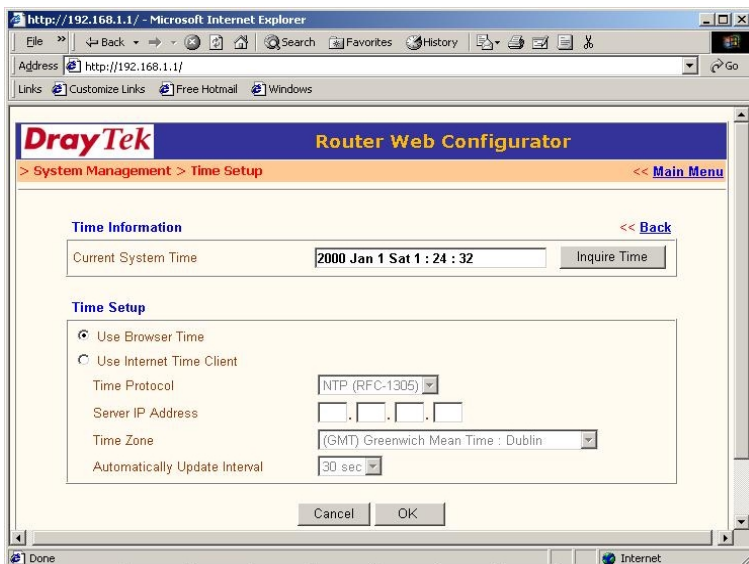 http://192.168.1.1/ - Microsoft Internet Explorer
File » Back Search Favorites History
Address http://192.168.1.1/ Go
Links Customize Links Free Hotmail Windows
DrayTek Router Web Configurator
> System Management > Time Setup << Main Menu
Time Information << Back
Current System Time 2000 Jan 1 Sat 1 : 24 : 32 Inquire Time
Time Setup
Use Browser Time
Use Internet Time Client
Time Protocol NTP (RFC-1305)
Server IP Address . . .
Time Zone (GMT) Greenwich Mean Time : Dublin
Automatically Update Interval 30 sec
Cancel OK
Done Internet